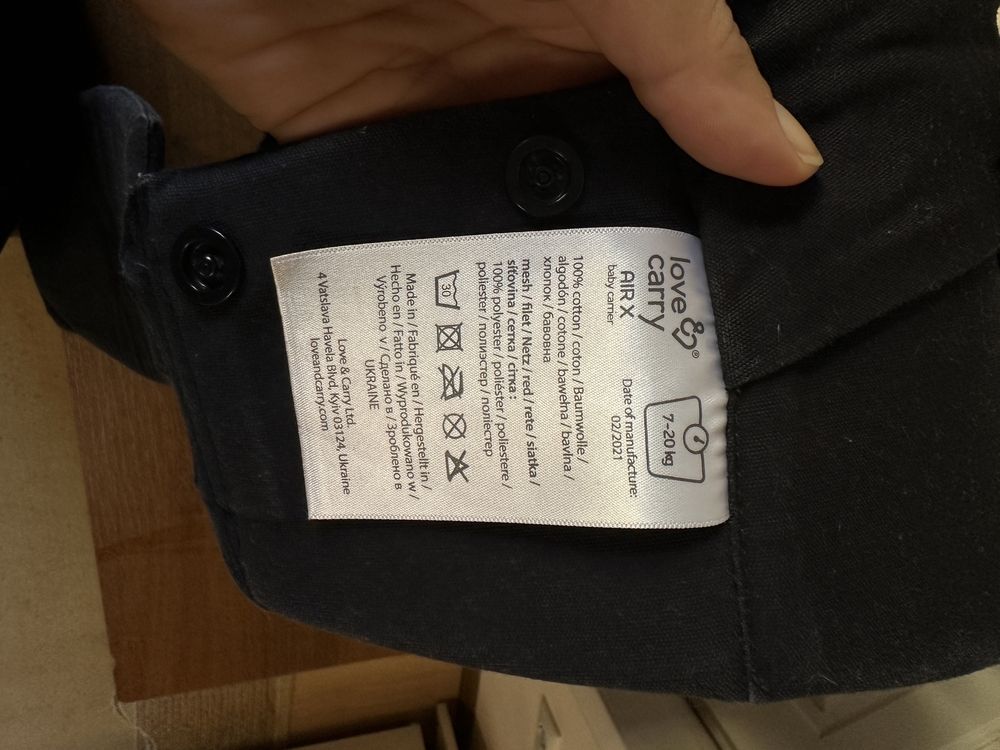 love
carry®
AIR X
baby carrier
7–20 kg
Date of manufacture:
02/2021
100% cotton / coton / Baumwolle /
algodón / cotone / bawełna / bavlna /
хлопок / бавовна
mesh / filet / Netz / red / rete / siatka /
síťovina / сетка / сітка :
100% polyester / poliéster / poliestere /
poliester / полиэстер / поліестер
30
Made in / Fabriqué en / Hergestellt in /
Hecho en / Fatto in / Wyprodukowano w /
Vyrobeno v / Сделано в / Зроблено в
UKRAINE
Love & Carry Ltd.
4 Vatslava Havela Blvd, Kyiv 03124, Ukraine
loveandcarry.com